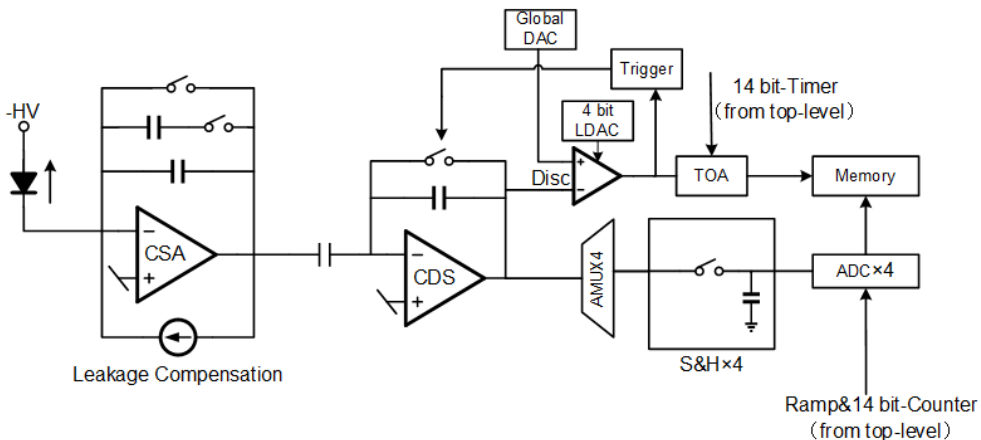 Global
DAC
Trigger
14 bit-Timer
（from top-level）
-HV
4 bit
LDAC
+
Disc
−
TOA
Memory
−
CSA
+
−
CDS
+
AMUX4
ADC×4
S&H×4
Leakage Compensation
Ramp&14 bit-Counter
（from top-level）